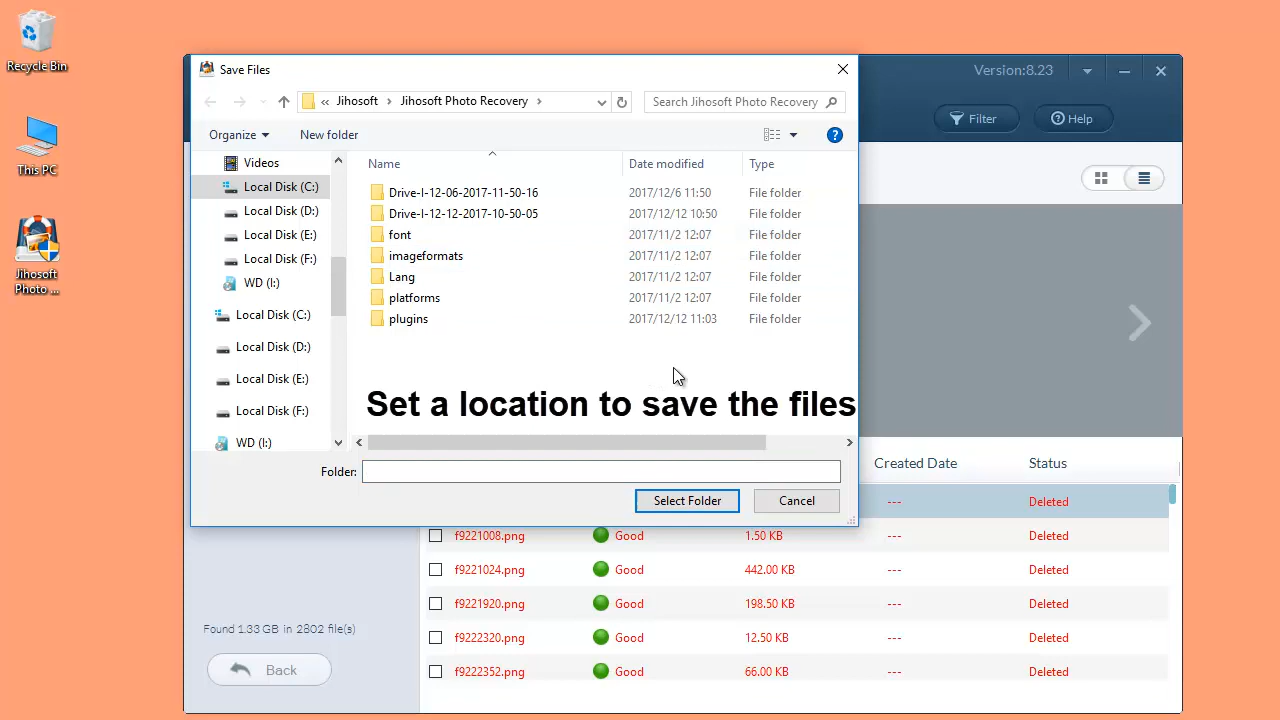 Recycle Bin
This PC
Jihosoft
Photo ...
Save Files
« Jihosoft > Jihosoft Photo Recovery >
Search Jihosoft Photo Recovery
Organize
New folder
?
Videos
Local Disk (C:)
Local Disk (D:)
Local Disk (E:)
Local Disk (F:)
WD (I:)
Local Disk (C:)
Local Disk (D:)
Local Disk (E:)
Local Disk (F:)
WD (I:)
Name Date modified Type
Drive-I-12-06-2017-11-50-16 2017/12/6 11:50 File folder
Drive-I-12-12-2017-10-50-05 2017/12/12 10:50 File folder
font 2017/11/2 12:07 File folder
imageformats 2017/11/2 12:07 File folder
Lang 2017/11/2 12:07 File folder
platforms 2017/11/2 12:07 File folder
plugins 2017/12/12 11:03 File folder
Set a location to save the files
Folder:
Select Folder
Cancel
Version:8.23
Filter
? Help
Created Date Status
--- Deleted
f9221008.png Good 1.50 KB --- Deleted
f9221024.png Good 442.00 KB --- Deleted
f9221920.png Good 198.50 KB --- Deleted
f9222320.png Good 12.50 KB --- Deleted
f9222352.png Good 66.00 KB --- Deleted
Found 1.33 GB in 2802 file(s)
Back